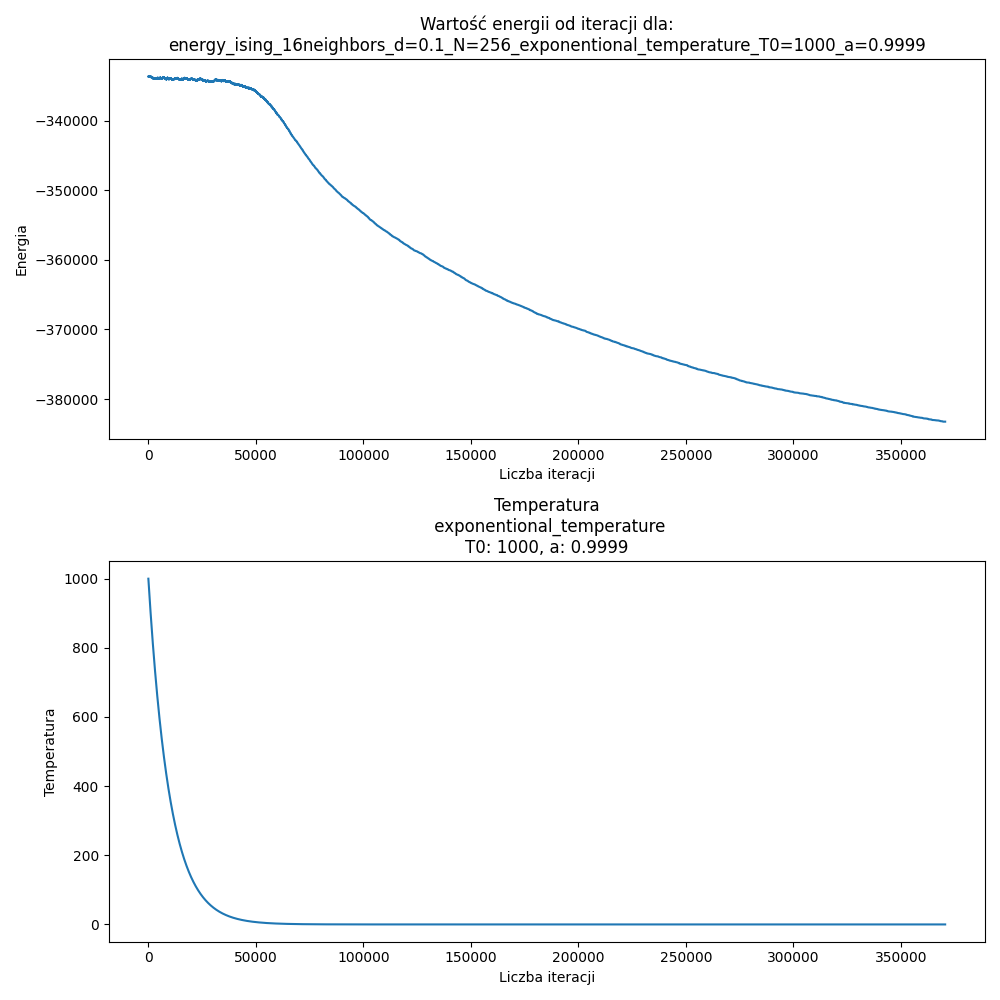 Wartość energii od iteracji dla:
energy_ising_16neighbors_d=0.1_N=256_exponentional_temperature_T0=1000_a=0.9999
Energia
−340000
−350000
−360000
−370000
−380000
0 50000 100000 150000 200000 250000 300000 350000
Liczba iteracji
Temperatura
exponentional_temperature
T0: 1000, a: 0.9999
Temperatura
1000
800
600
400
200
0
0 50000 100000 150000 200000 250000 300000 350000
Liczba iteracji